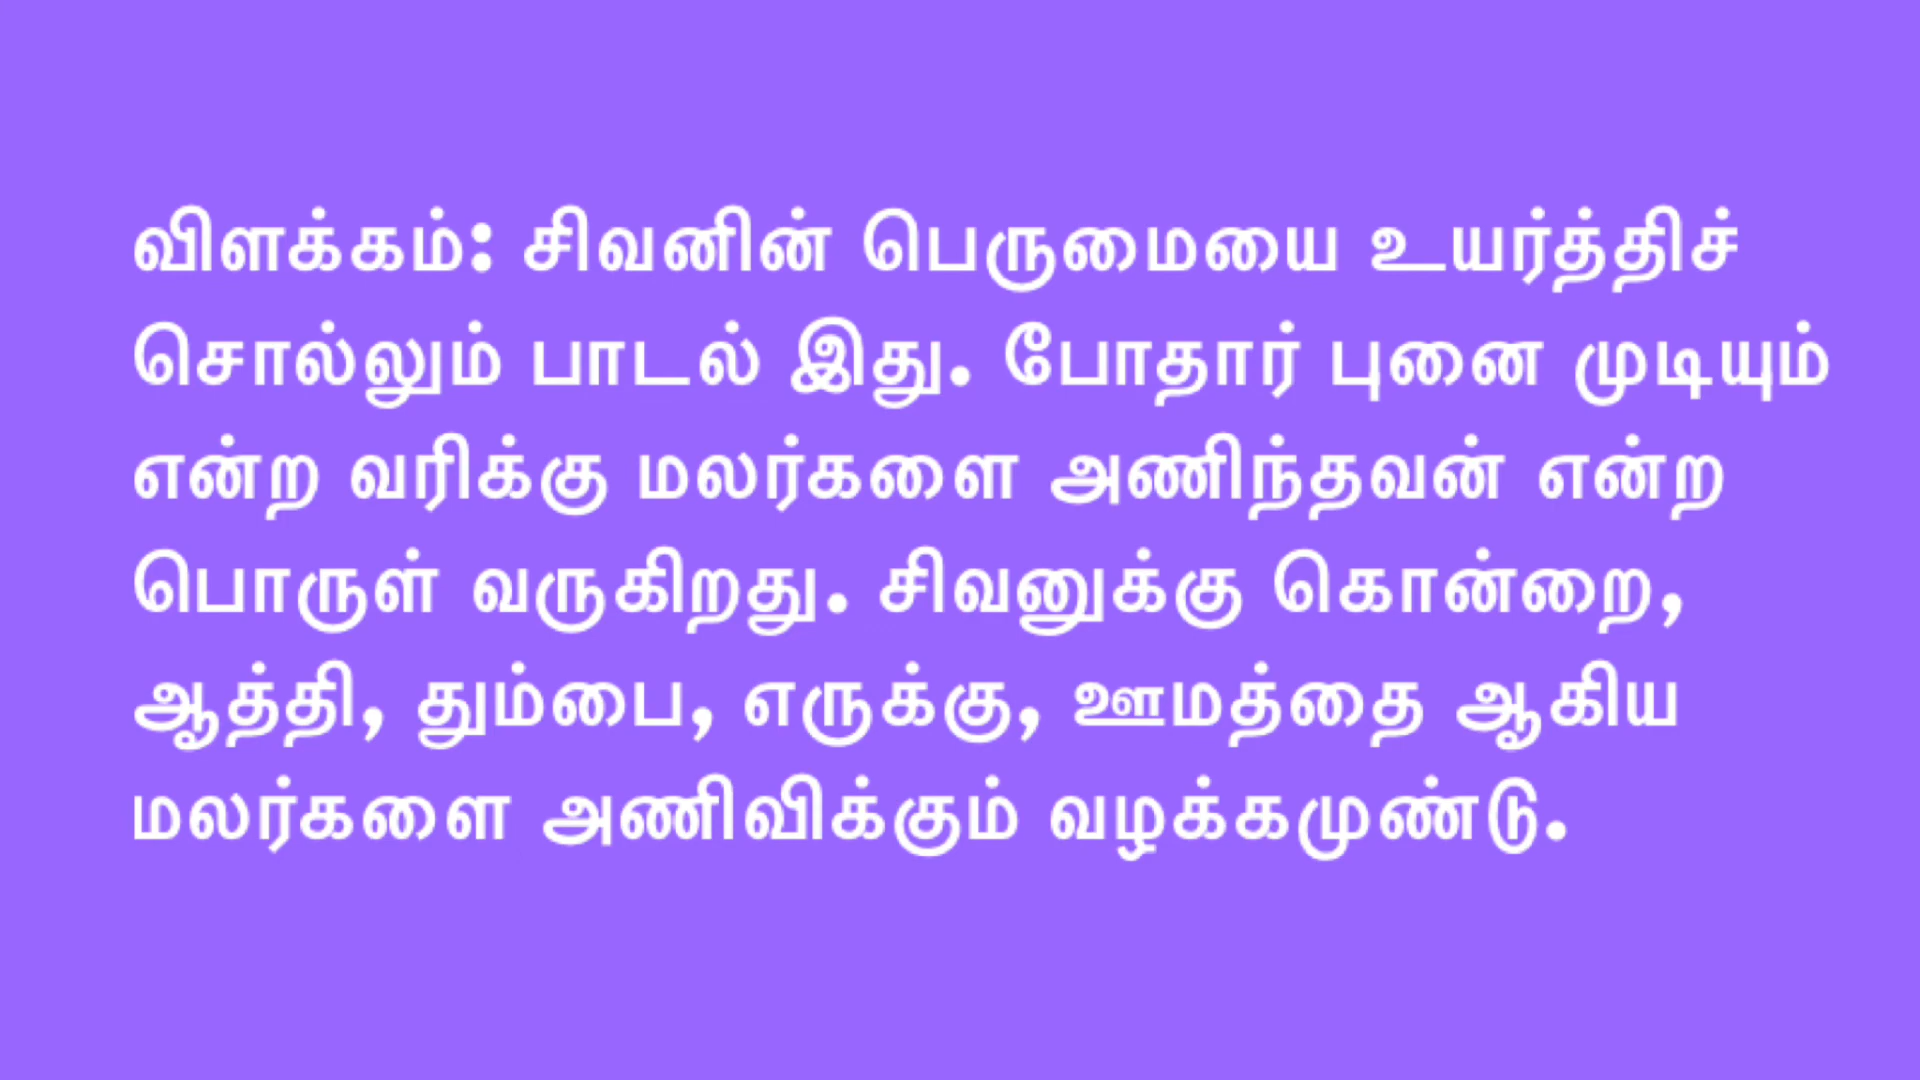 விளக்கம்: சிவனின் பெருமையை உயர்த்திச்
சொல்லும் பாடல் இது. போதார் புனை முடியும்
என்ற வரிக்கு மலர்களை அணிந்தவன் என்ற
பொருள் வருகிறது. சிவனுக்கு கொன்றை,
ஆத்தி, தும்பை, எருக்கு, ஊமத்தை ஆகிய
மலர்களை அணிவிக்கும் வழக்கமுண்டு.